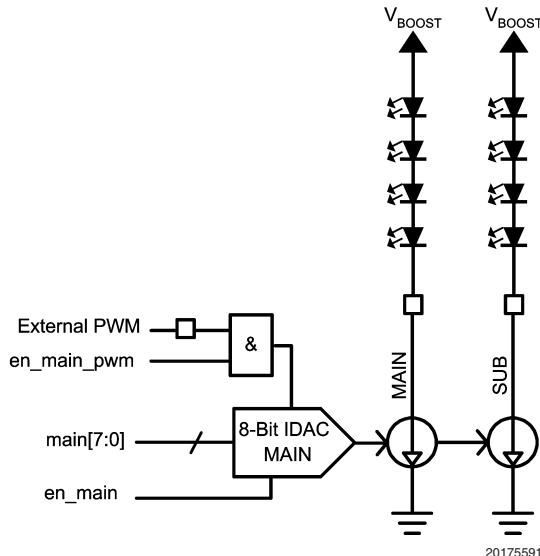 VBOOST VBOOST
External PWM
&
en_main_pwm
MAIN
SUB
main[7:0]
8-Bit IDAC
MAIN
en_main
20175591